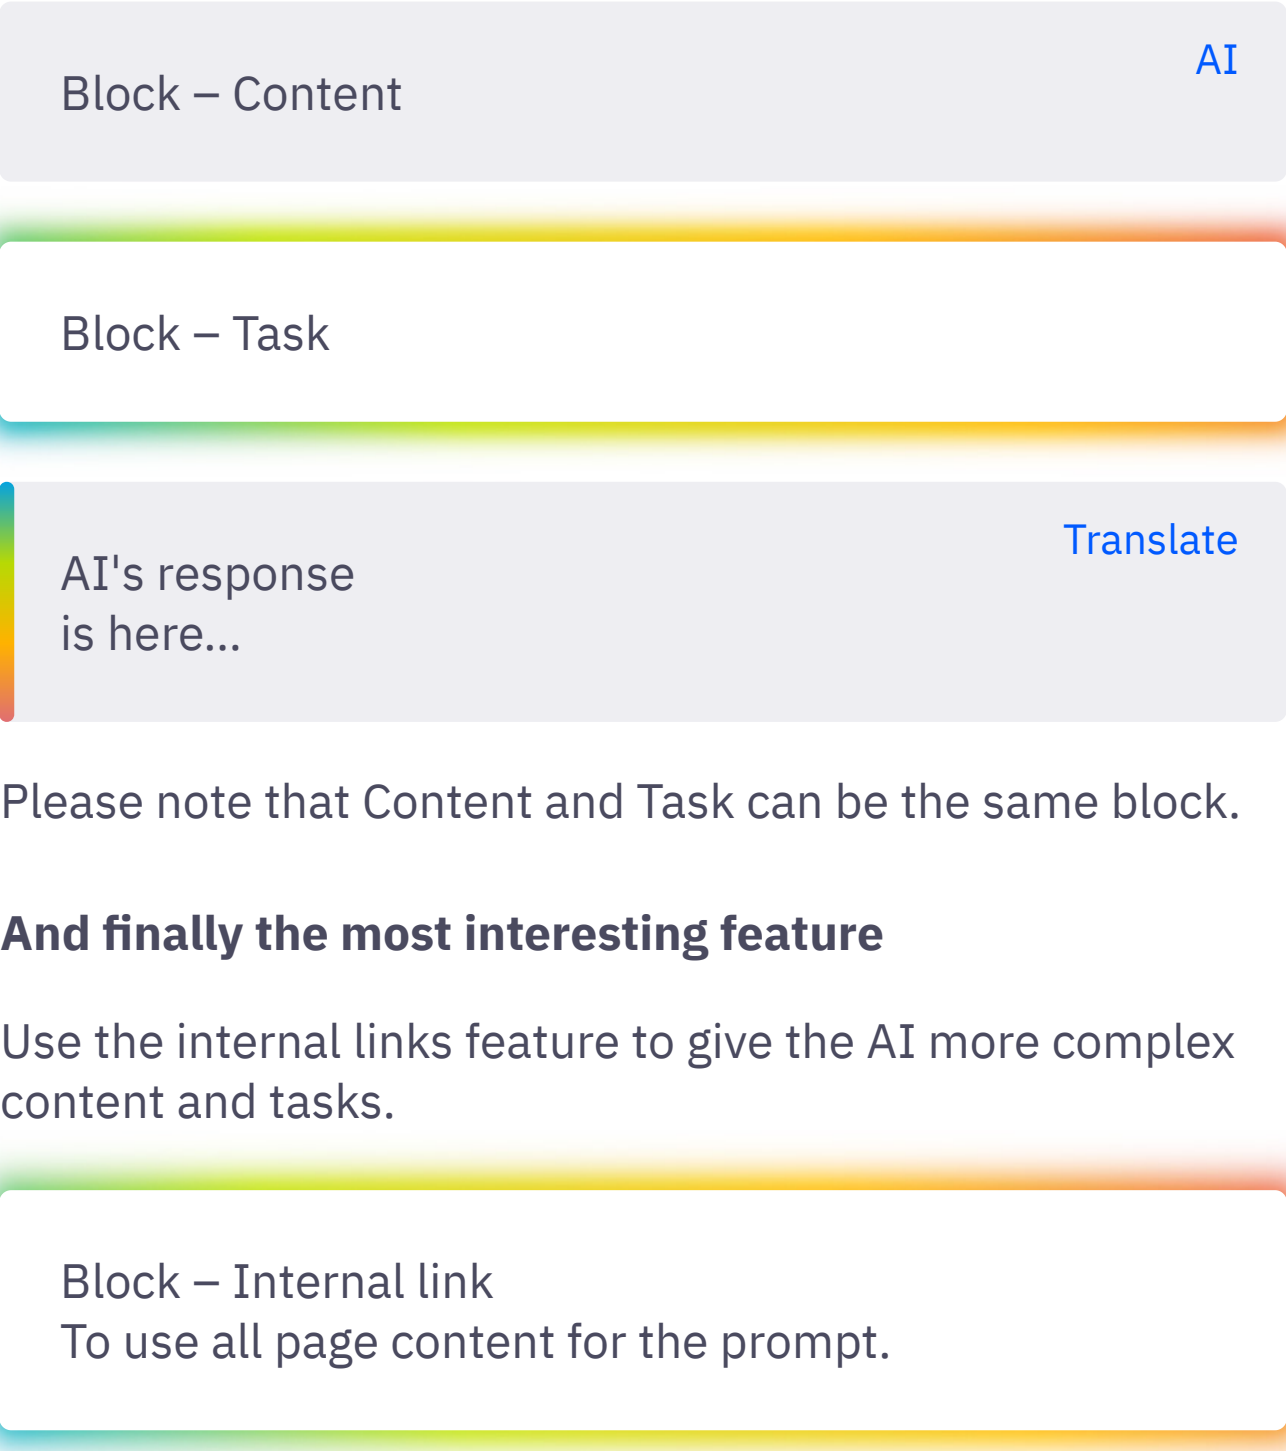 AI
Block – Content
Block – Task
Translate
AI's response
is here...
Please note that Content and Task can be the same block.
And finally the most interesting feature
Use the internal links feature to give the AI more complex
content and tasks.
Block – Internal link
To use all page content for the prompt.